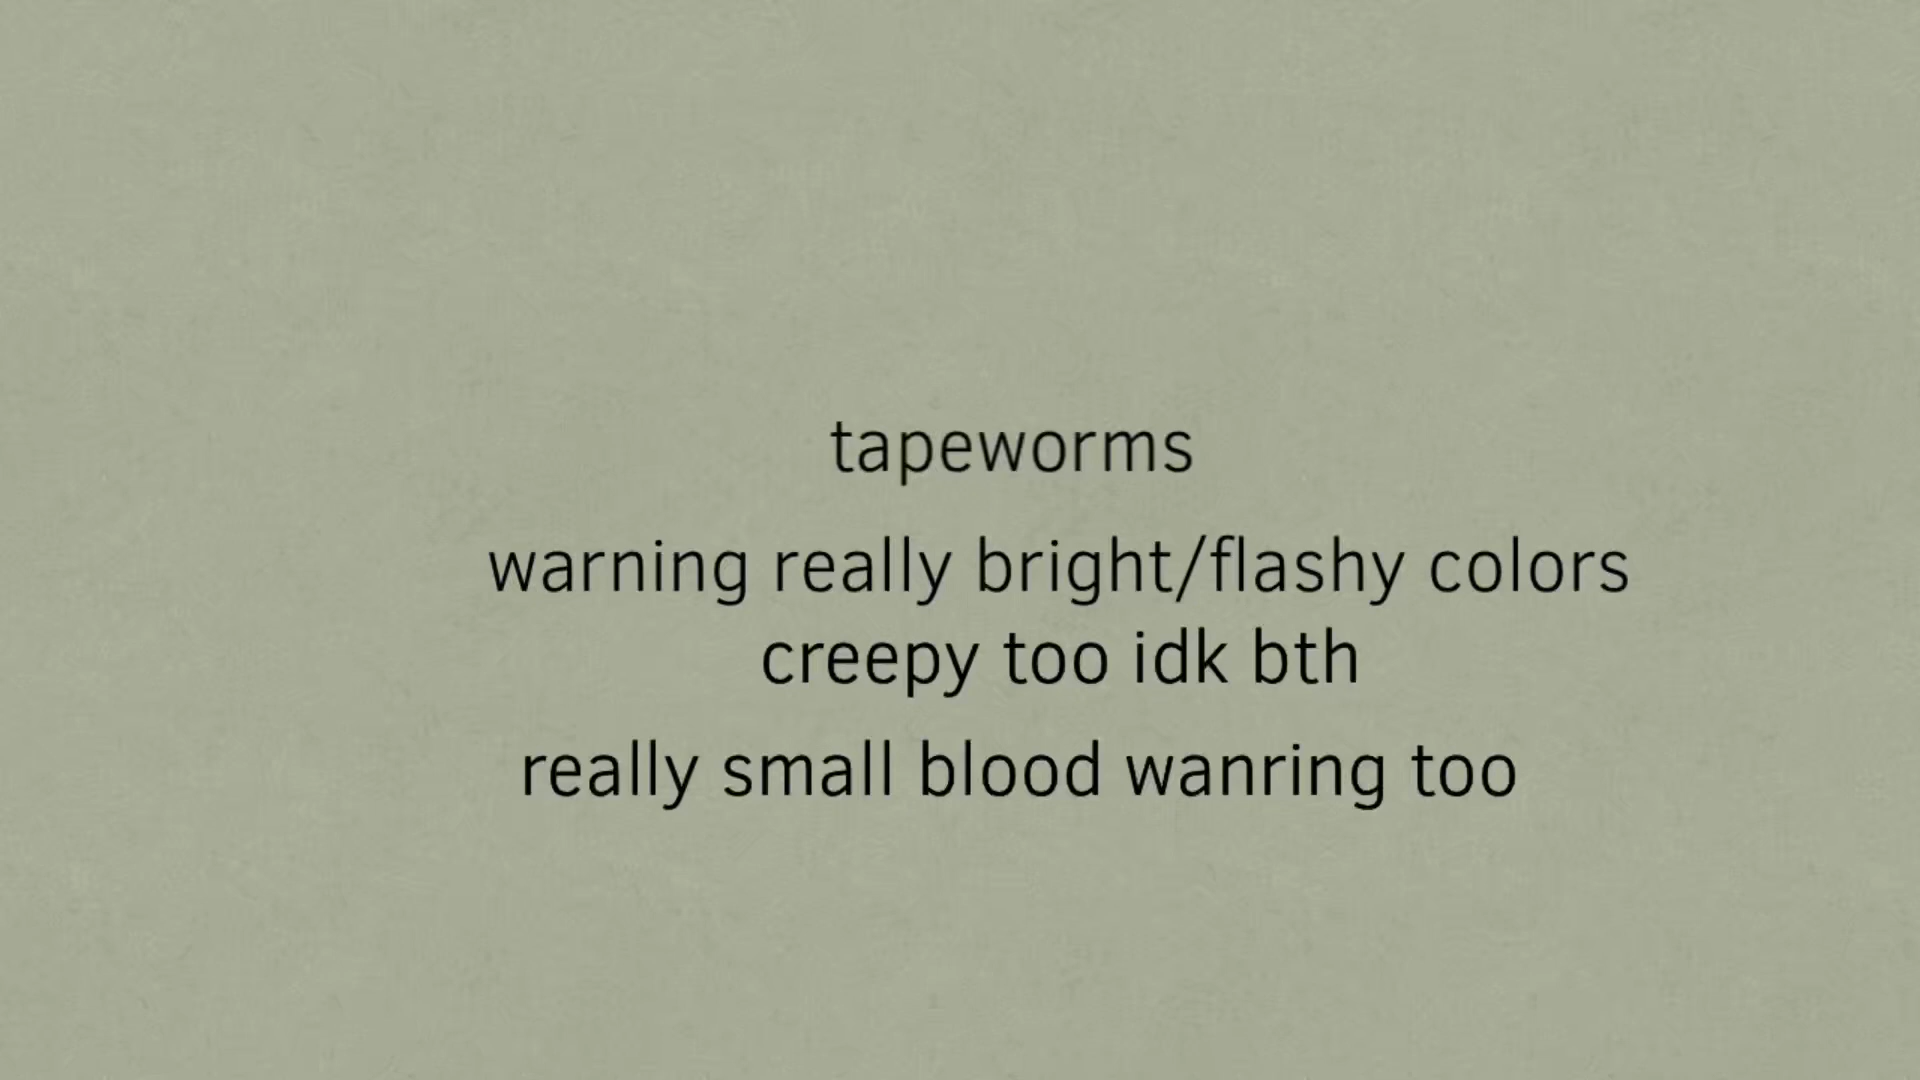 tapeworms
warning really bright/flashy colors
creepy too idk bth
really small blood wanring too